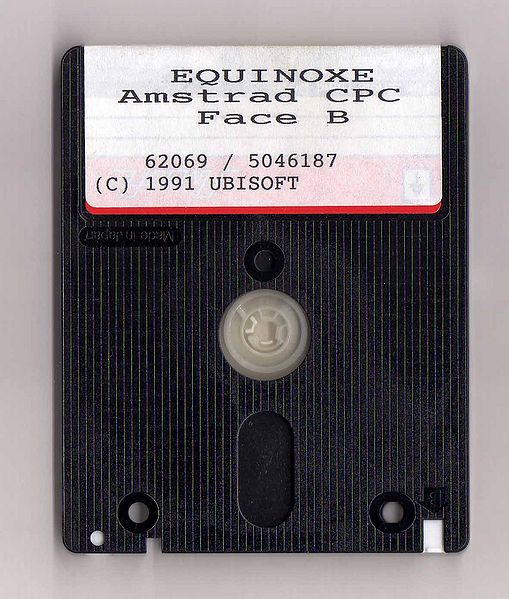 EQUINOXE
Amstrad CPC
Face B
62069 / 5046187
(C) 1991 UBISOFT
Made in Japan
B